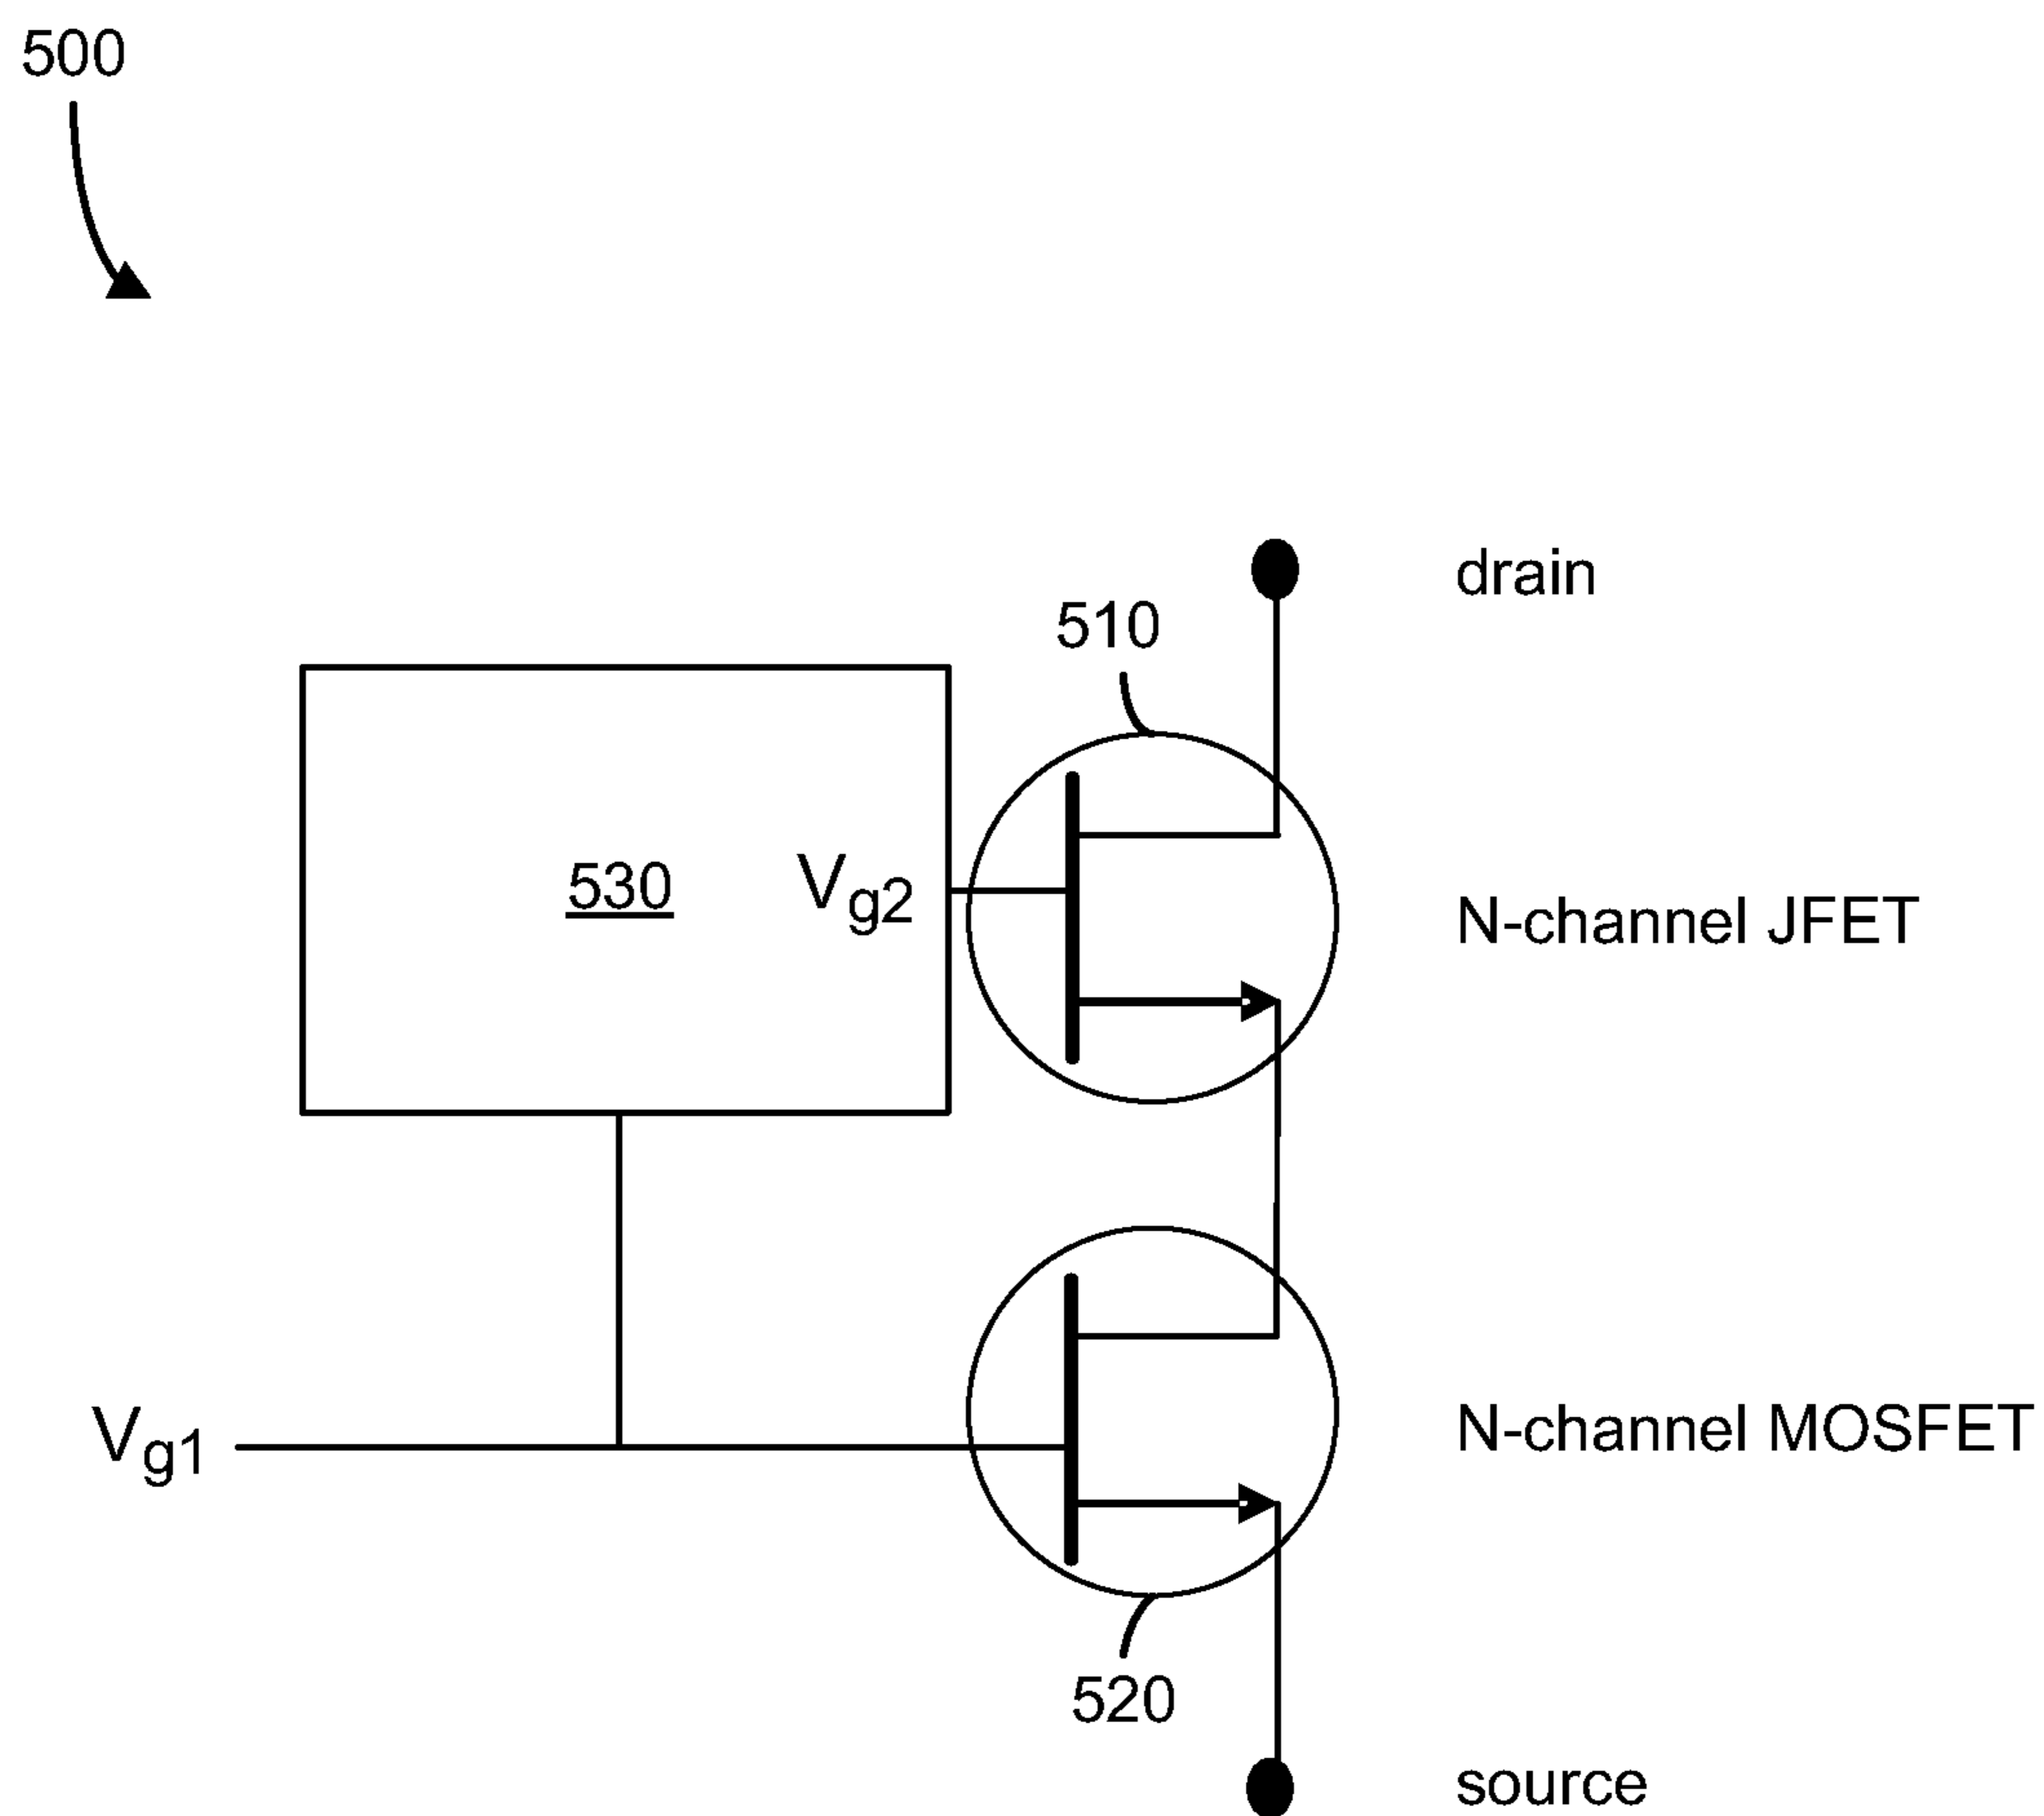 500
drain
510
530
Vg2
N-channel JFET
Vg1
N-channel MOSFET
520
source